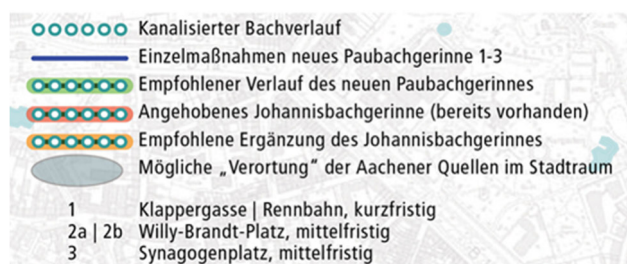 Kanalisierter Bachverlauf
Einzelmaßnahmen neues Paubachgerinne 1-3
Empfohlener Verlauf des neuen Paubachgerinnes
Angehobenes Johannisbachgerinne (bereits vorhanden)
Empfohlene Ergänzung des Johannisbachgerinnes
Mögliche „Verortung“ der Aachener Quellen im Stadtraum
1 Klappergasse | Rennbahn, kurzfristig
2a | 2b Willy-Brandt-Platz, mittelfristig
3 Synagogenplatz, mittelfristig